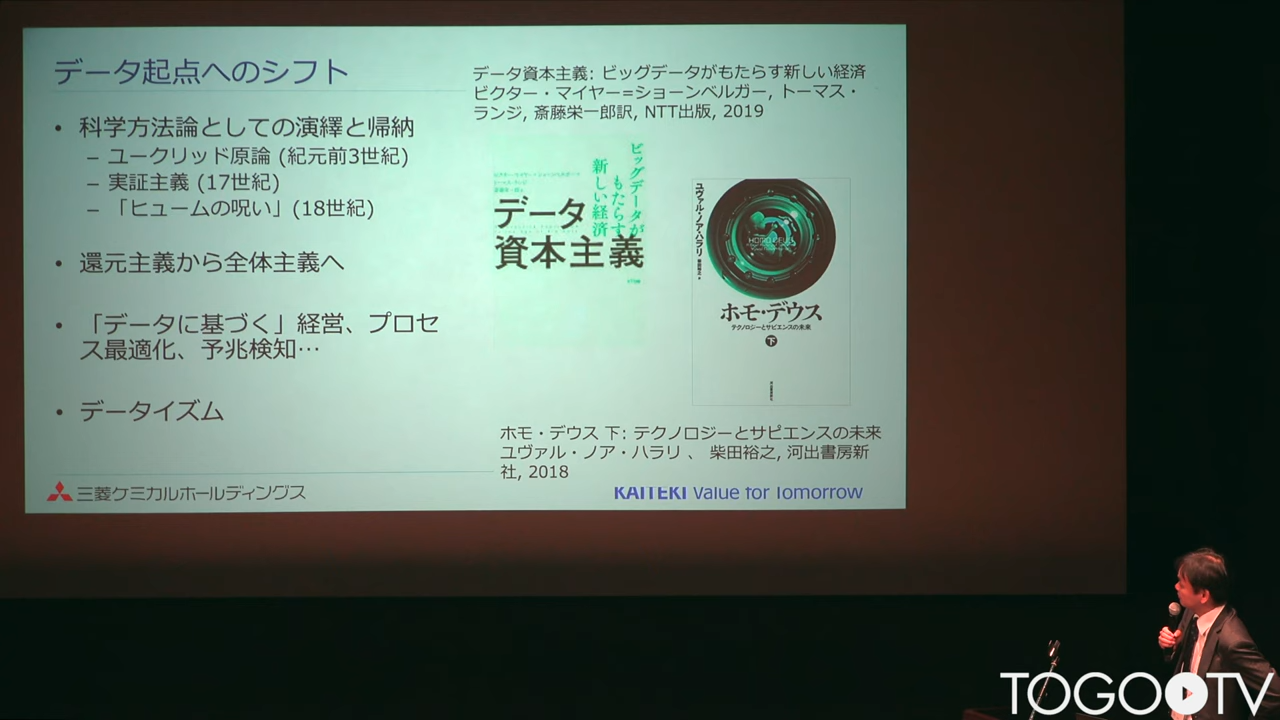 データ起点へのシフト
• 科学方法論としての演繹と帰納
– ユークリッド原論 (紀元前3世紀)
– 実証主義 (17世紀)
– 「ヒュームの呪い」(18世紀)
• 還元主義から全体主義へ
• 「データに基づく」経営、プロセ
ス最適化、予兆検知…
• データイズム
データ資本主義: ビッグデータがもたらす新しい経済
ビクター・マイヤー=ショーンベルガー, トーマス・
ランジ, 斎藤栄一郎訳, NTT出版, 2019
ビッグデータが
もたらす
新しい経済
データ
資本主義
ユヴァル・ノア・ハラリ
HOMO DEUS
ホモ・デウス
テクノロジーとサピエンスの未来
下
ホモ・デウス 下: テクノロジーとサピエンスの未来
ユヴァル・ノア・ハラリ 、 柴田裕之, 河出書房新
社, 2018
三菱ケミカルホールディングス
KAITEKI Value for Tomorrow
TOGOTV